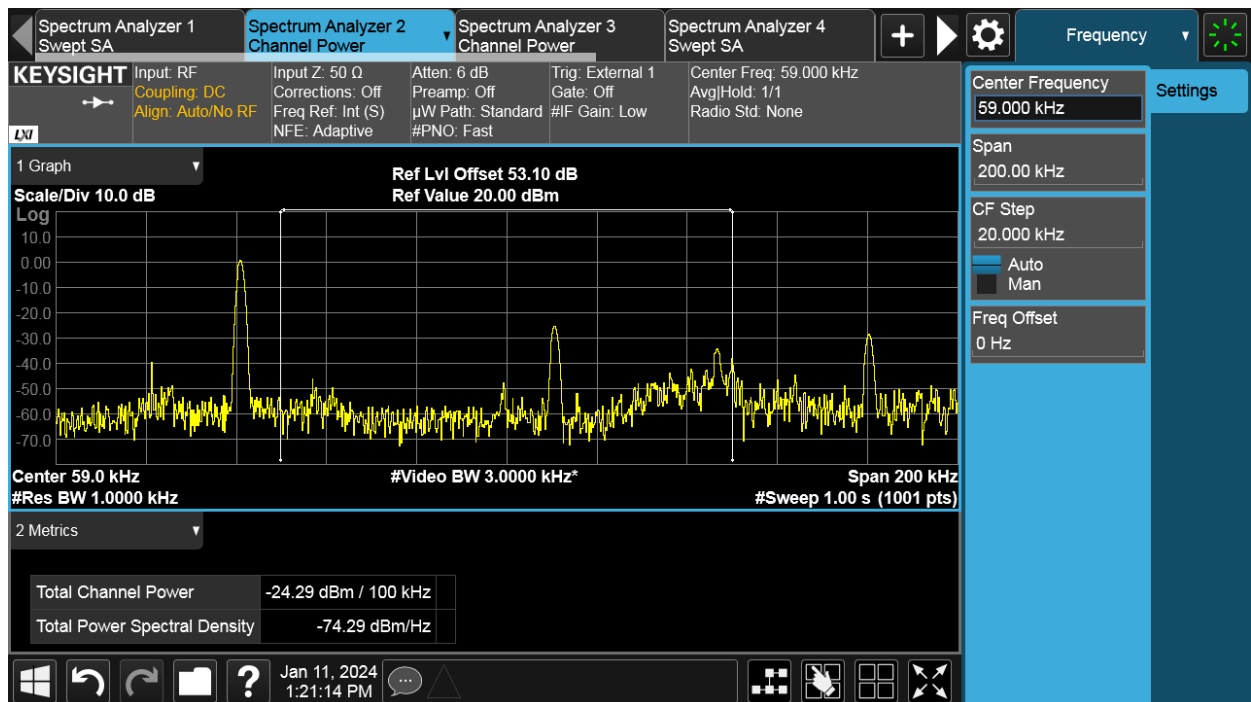 Spectrum Analyzer 1
Swept SA
Spectrum Analyzer 2
Channel Power
Spectrum Analyzer 3
Channel Power
Spectrum Analyzer 4
Swept SA
Frequency
KEYSIGHT
LXI
Input: RF
Coupling: DC
Align: Auto/No RF
Input Z: 50 Ω
Corrections: Off
Freq Ref: Int (S)
NFE: Adaptive
Atten: 6 dB
Preamp: Off
µW Path: Standard
#PNO: Fast
Trig: External 1
Gate: Off
#IF Gain: Low
Center Freq: 59.000 kHz
Avg|Hold: 1/1
Radio Std: None
Center Frequency
59.000 kHz
Settings
Span
200.00 kHz
CF Step
20.000 kHz
Auto
Man
Freq Offset
0 Hz
1 Graph
Ref Lvl Offset 53.10 dB
Scale/Div 10.0 dB
Ref Value 20.00 dBm
Log
10.0
0.00
-10.0
-20.0
-30.0
-40.0
-50.0
-60.0
-70.0
Center 59.0 kHz
#Video BW 3.0000 kHz*
Span 200 kHz
#Res BW 1.0000 kHz
#Sweep 1.00 s (1001 pts)
2 Metrics
Total Channel Power
-24.29 dBm / 100 kHz
Total Power Spectral Density
-74.29 dBm/Hz
?
Jan 11, 2024
1:21:14 PM